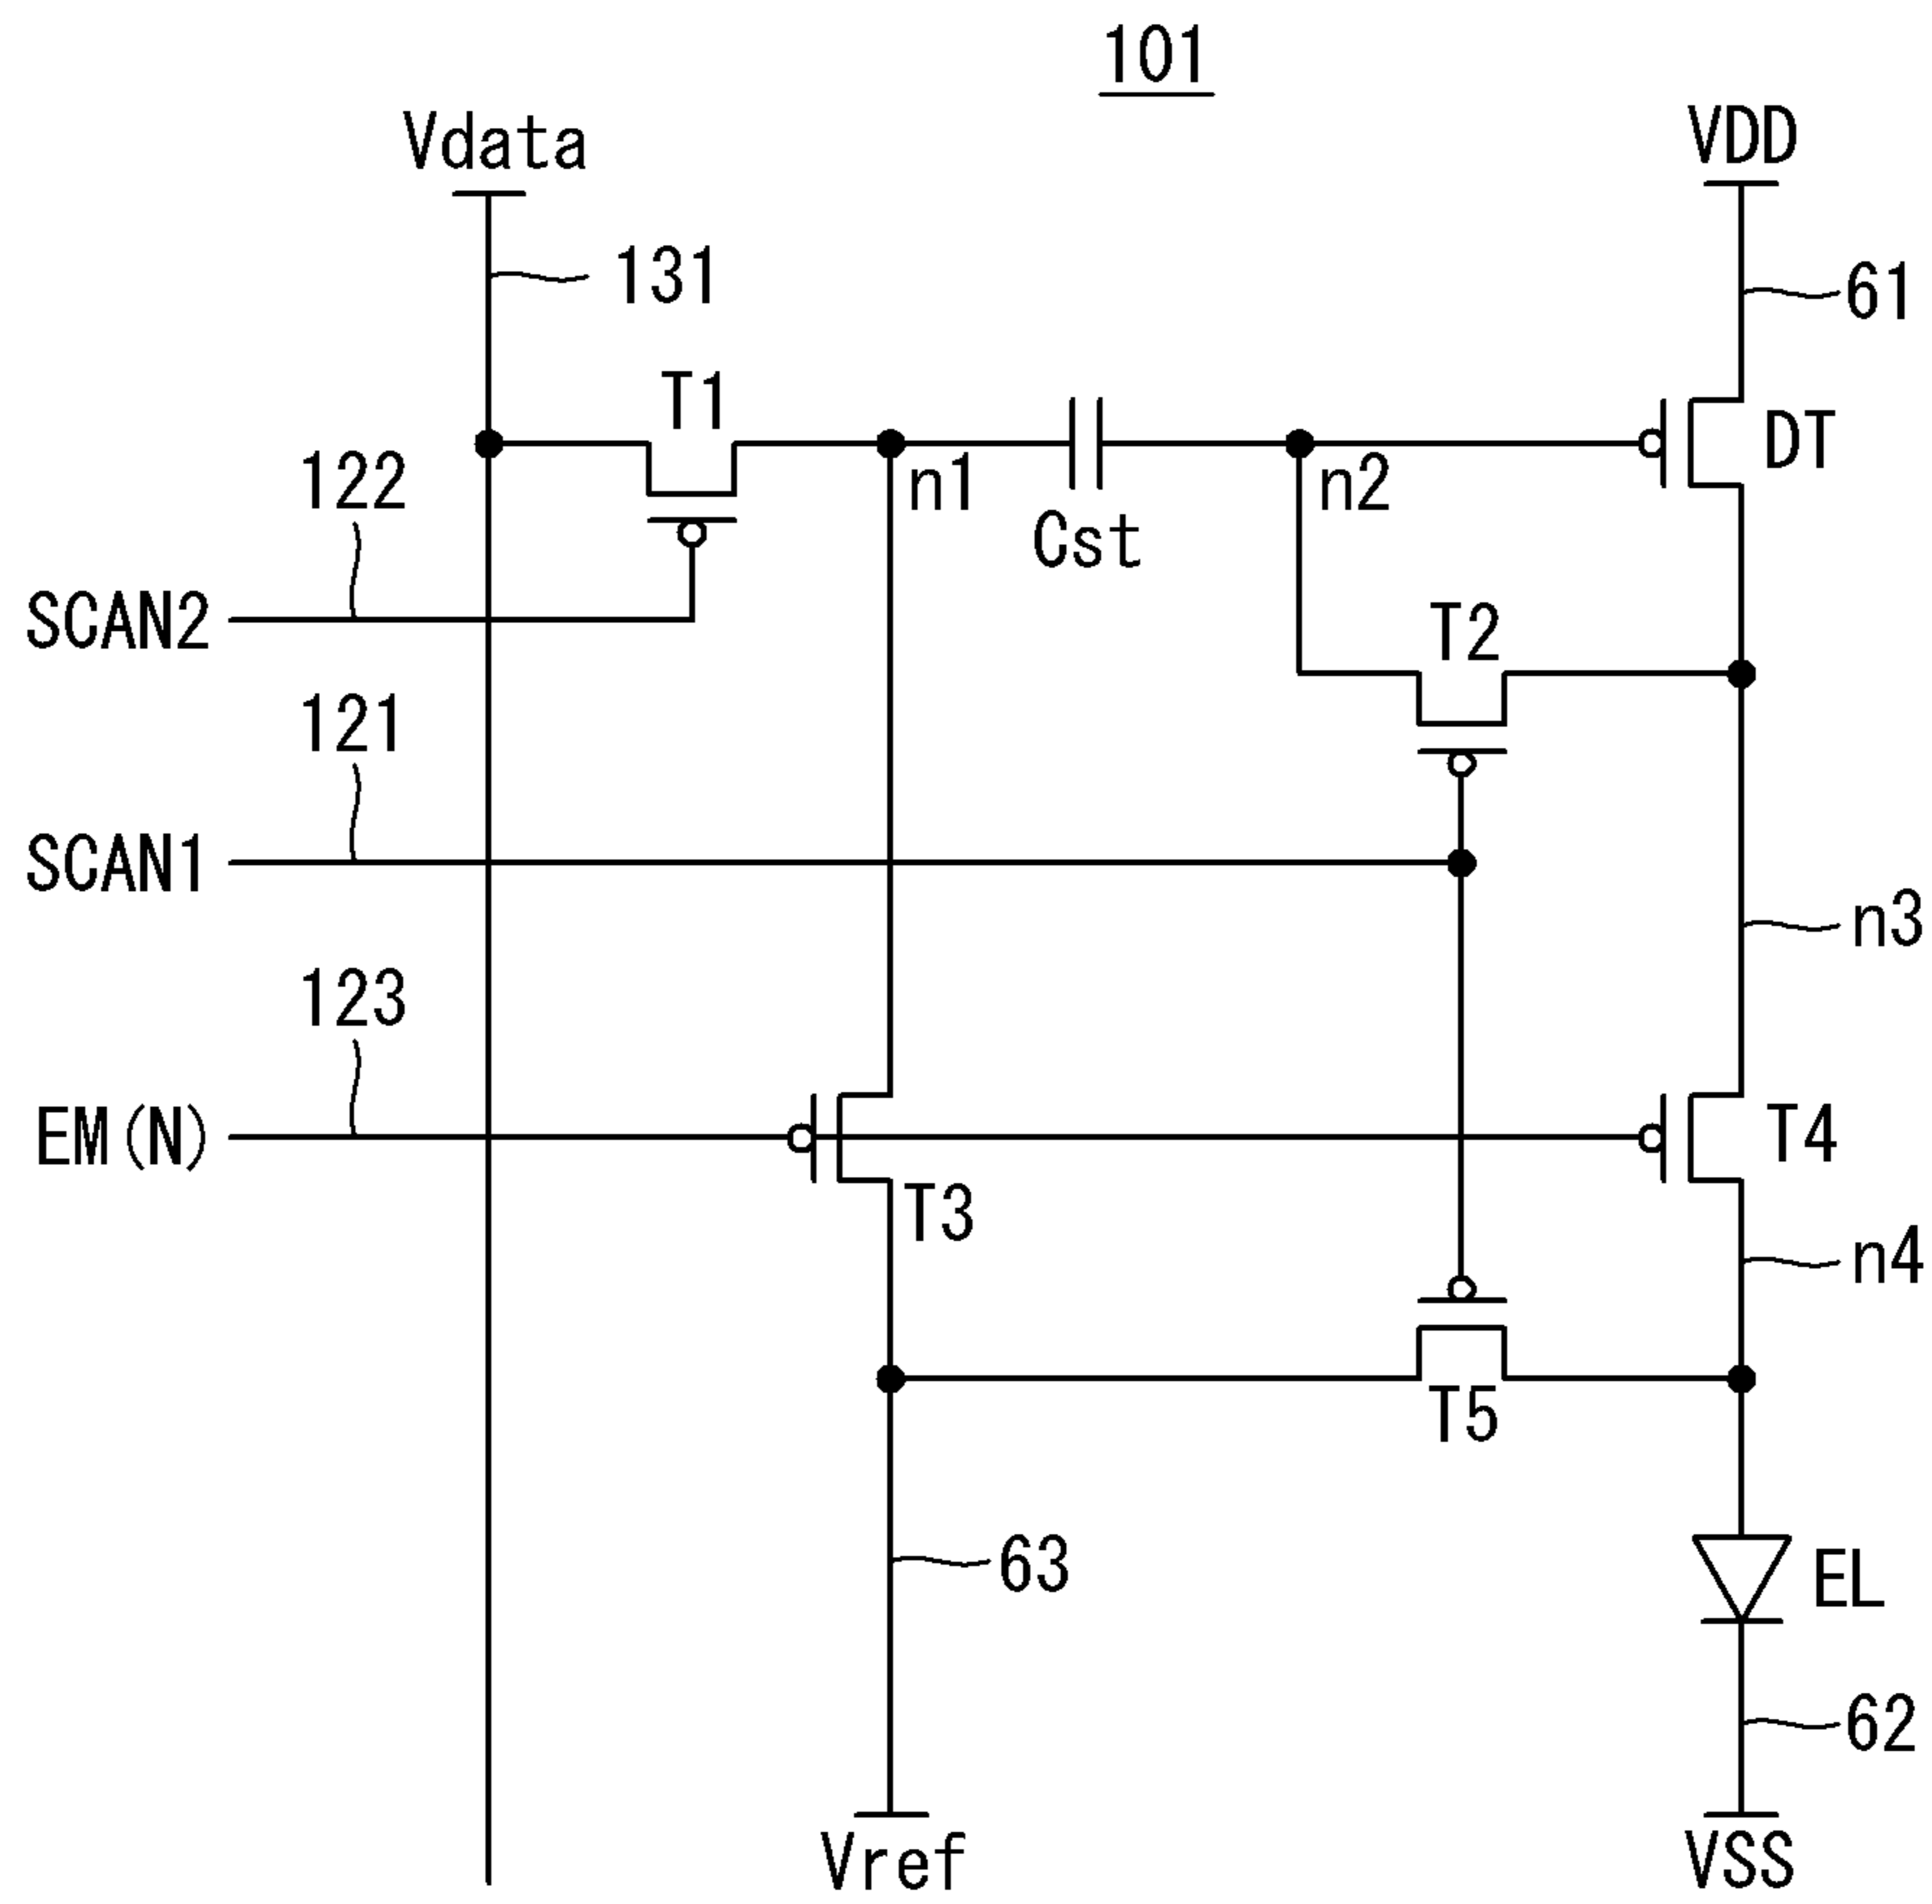 101
Vdata
VDD
131
61
T1
DT
122
n1
n2
Cst
SCAN2
T2
121
SCAN1
n3
123
EM(N)
T4
T3
n4
T5
63
EL
62
Vref
VSS